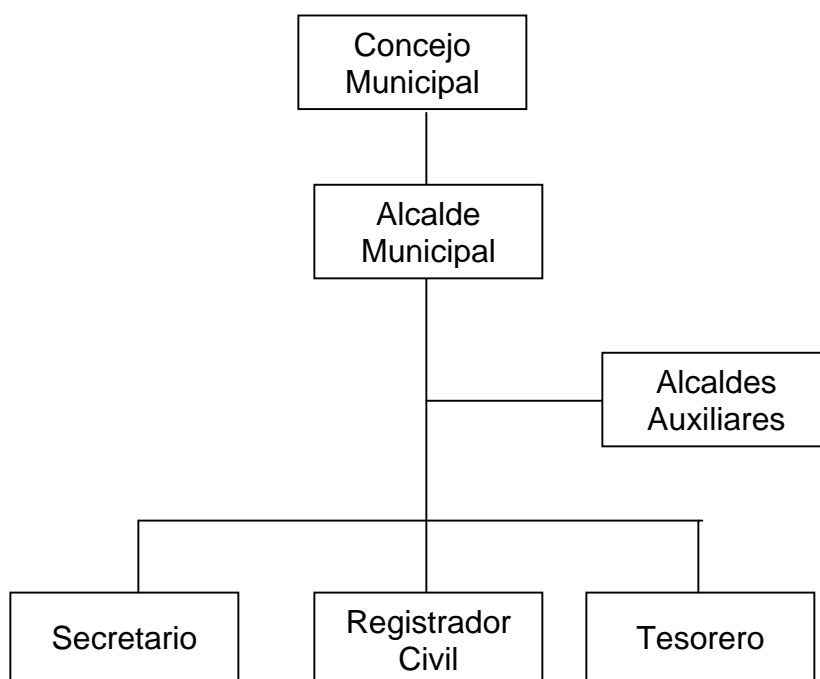 Concejo
Municipal
Alcalde
Municipal
Alcaldes
Auxiliares
Secretario
Registrador
Civil
Tesorero